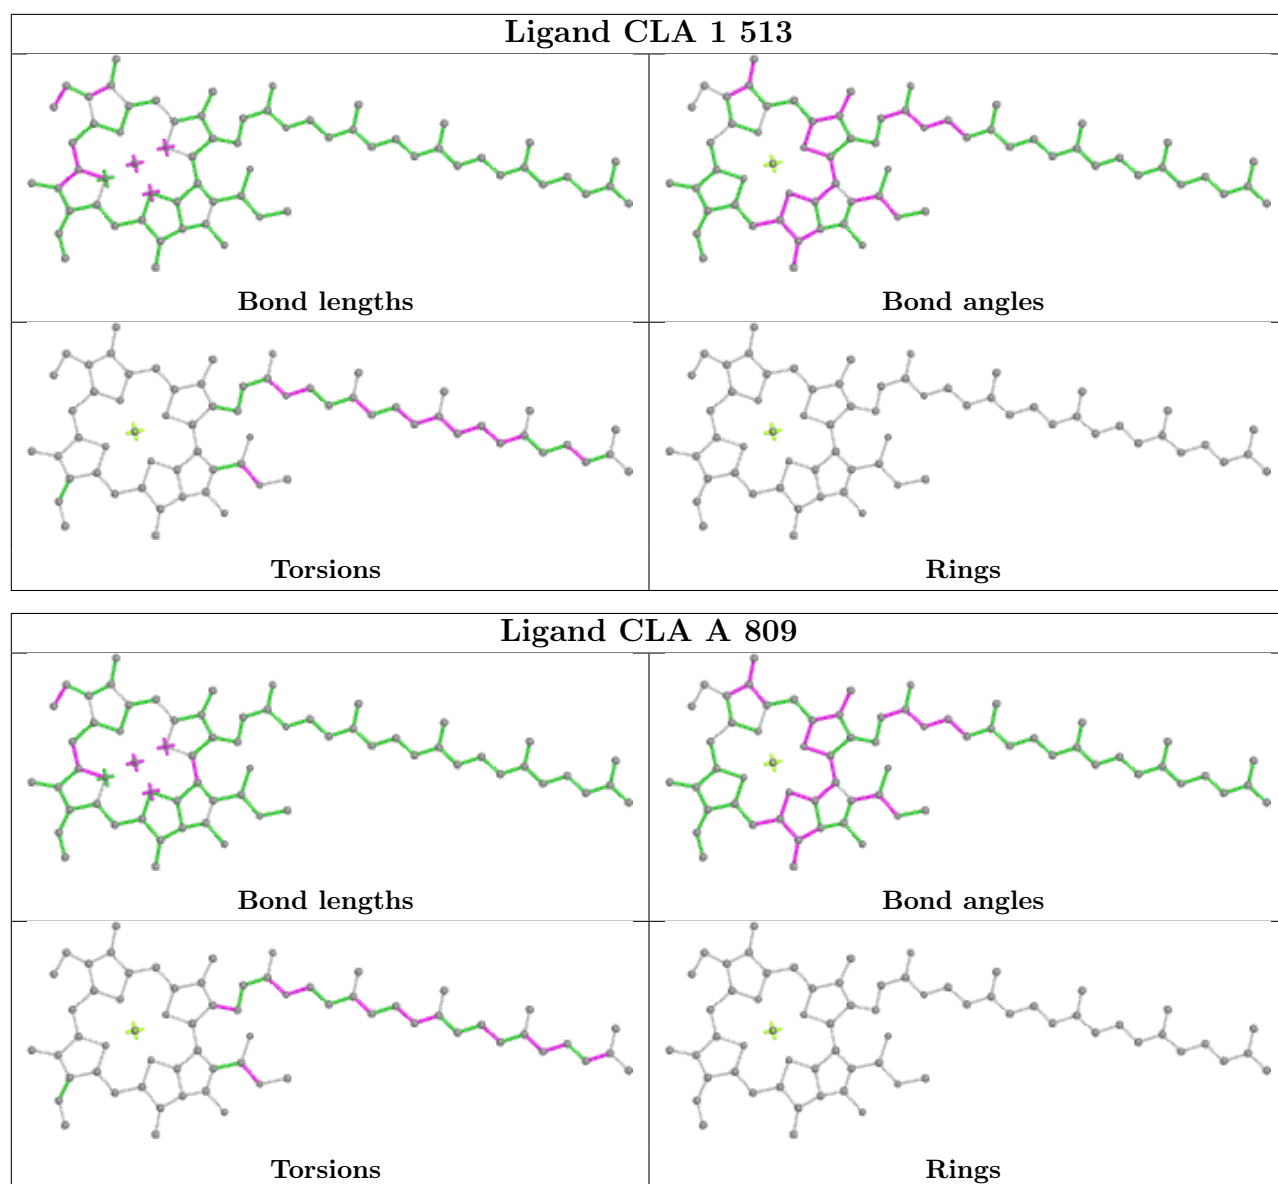 Ligand CLA 1 513
Bond lengths
Bond angles
Torsions
Rings
Ligand CLA A 809
Bond lengths
Bond angles
Torsions
Rings